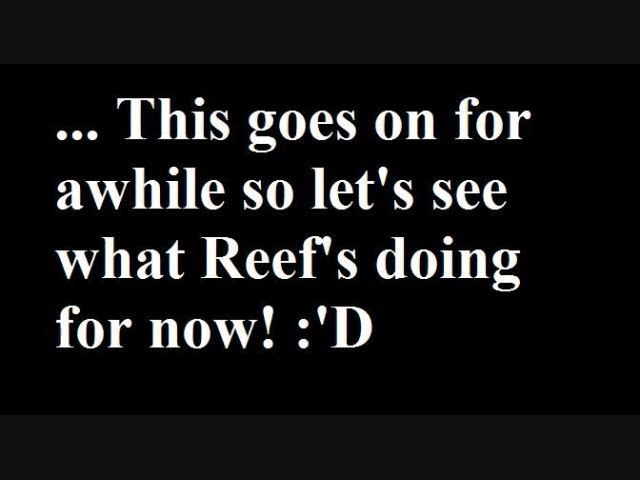 ... This goes on for
awhile so let's see
what Reef's doing
for now! :'D